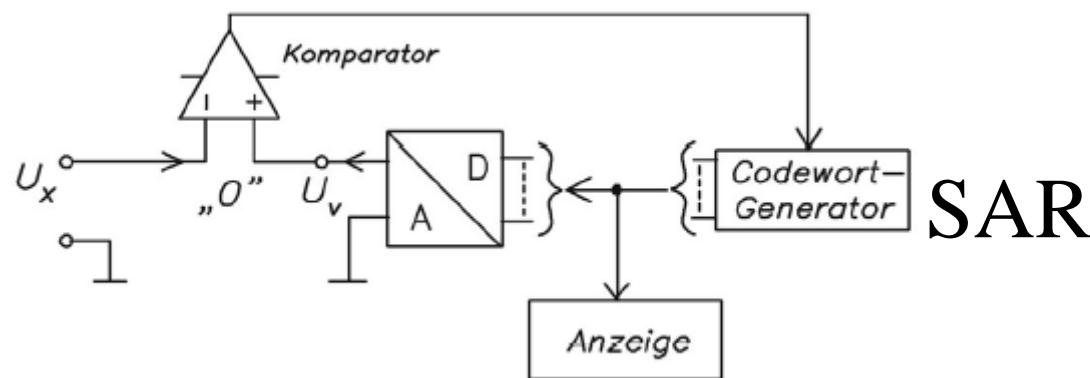 Komparator
− +
U_x
„0”
U_v
D
A
Codewort-
Generator
SAR
Anzeige